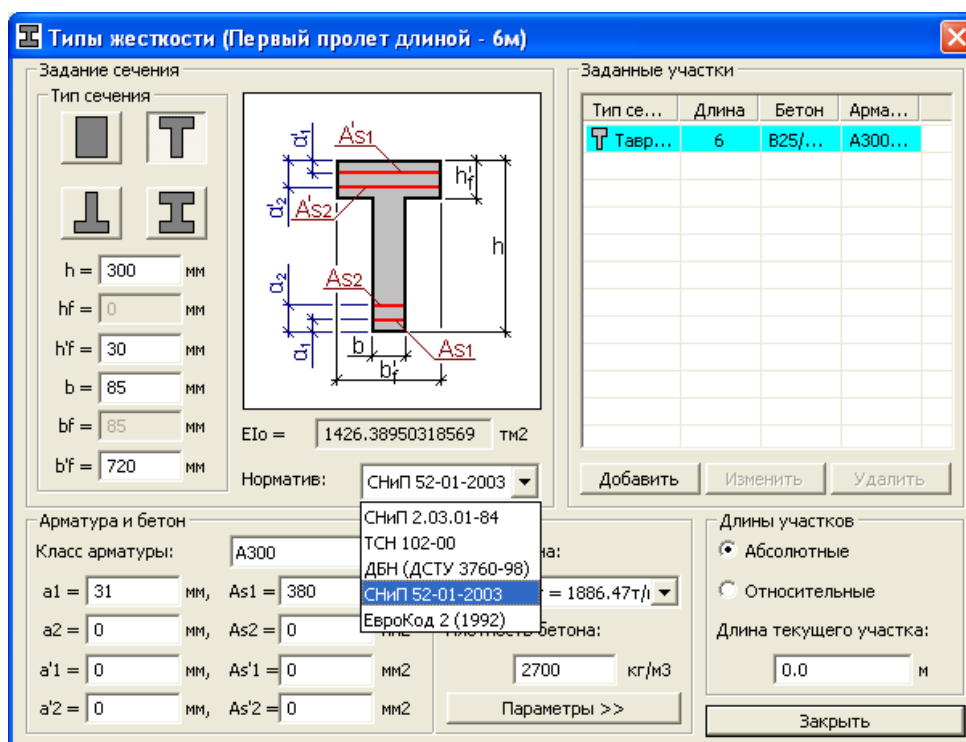 Типы жесткости (Первый пролет длиной - 6м)
Задание сечения
Тип сечения
h = 300 мм
hf = 0 мм
h'f = 30 мм
b = 85 мм
bf = 85 мм
b'f = 720 мм
a'1
A'S1
a'2
A'S2
h'f
h
a2
AS2
a1
b
b'f
AS1
EIo = 1426.38950318569 тм2
Норматив: СНиП 52-01-2003
СНиП 2.03.01-84
ТСН 102-00
ДБН (ДСТУ 3760-98)
СНиП 52-01-2003
ЕвроКод 2 (1992)
Заданные участки
Тип се... Длина Бетон Арма...
Тавр... 6 B25/... A300...
Добавить Изменить Удалить
Арматура и бетон
Класс арматуры: A300
a1 = 31 мм, As1 = 380
a2 = 0 мм, As2 = 0
a'1 = 0 мм, As'1 = 0 мм2
a'2 = 0 мм, As'2 = 0 мм2
= 1886.47т/
бетона:
2700 кг/м3
Параметры >>
Длины участков
Абсолютные
Относительные
Длина текущего участка:
0.0 м
Закрыть